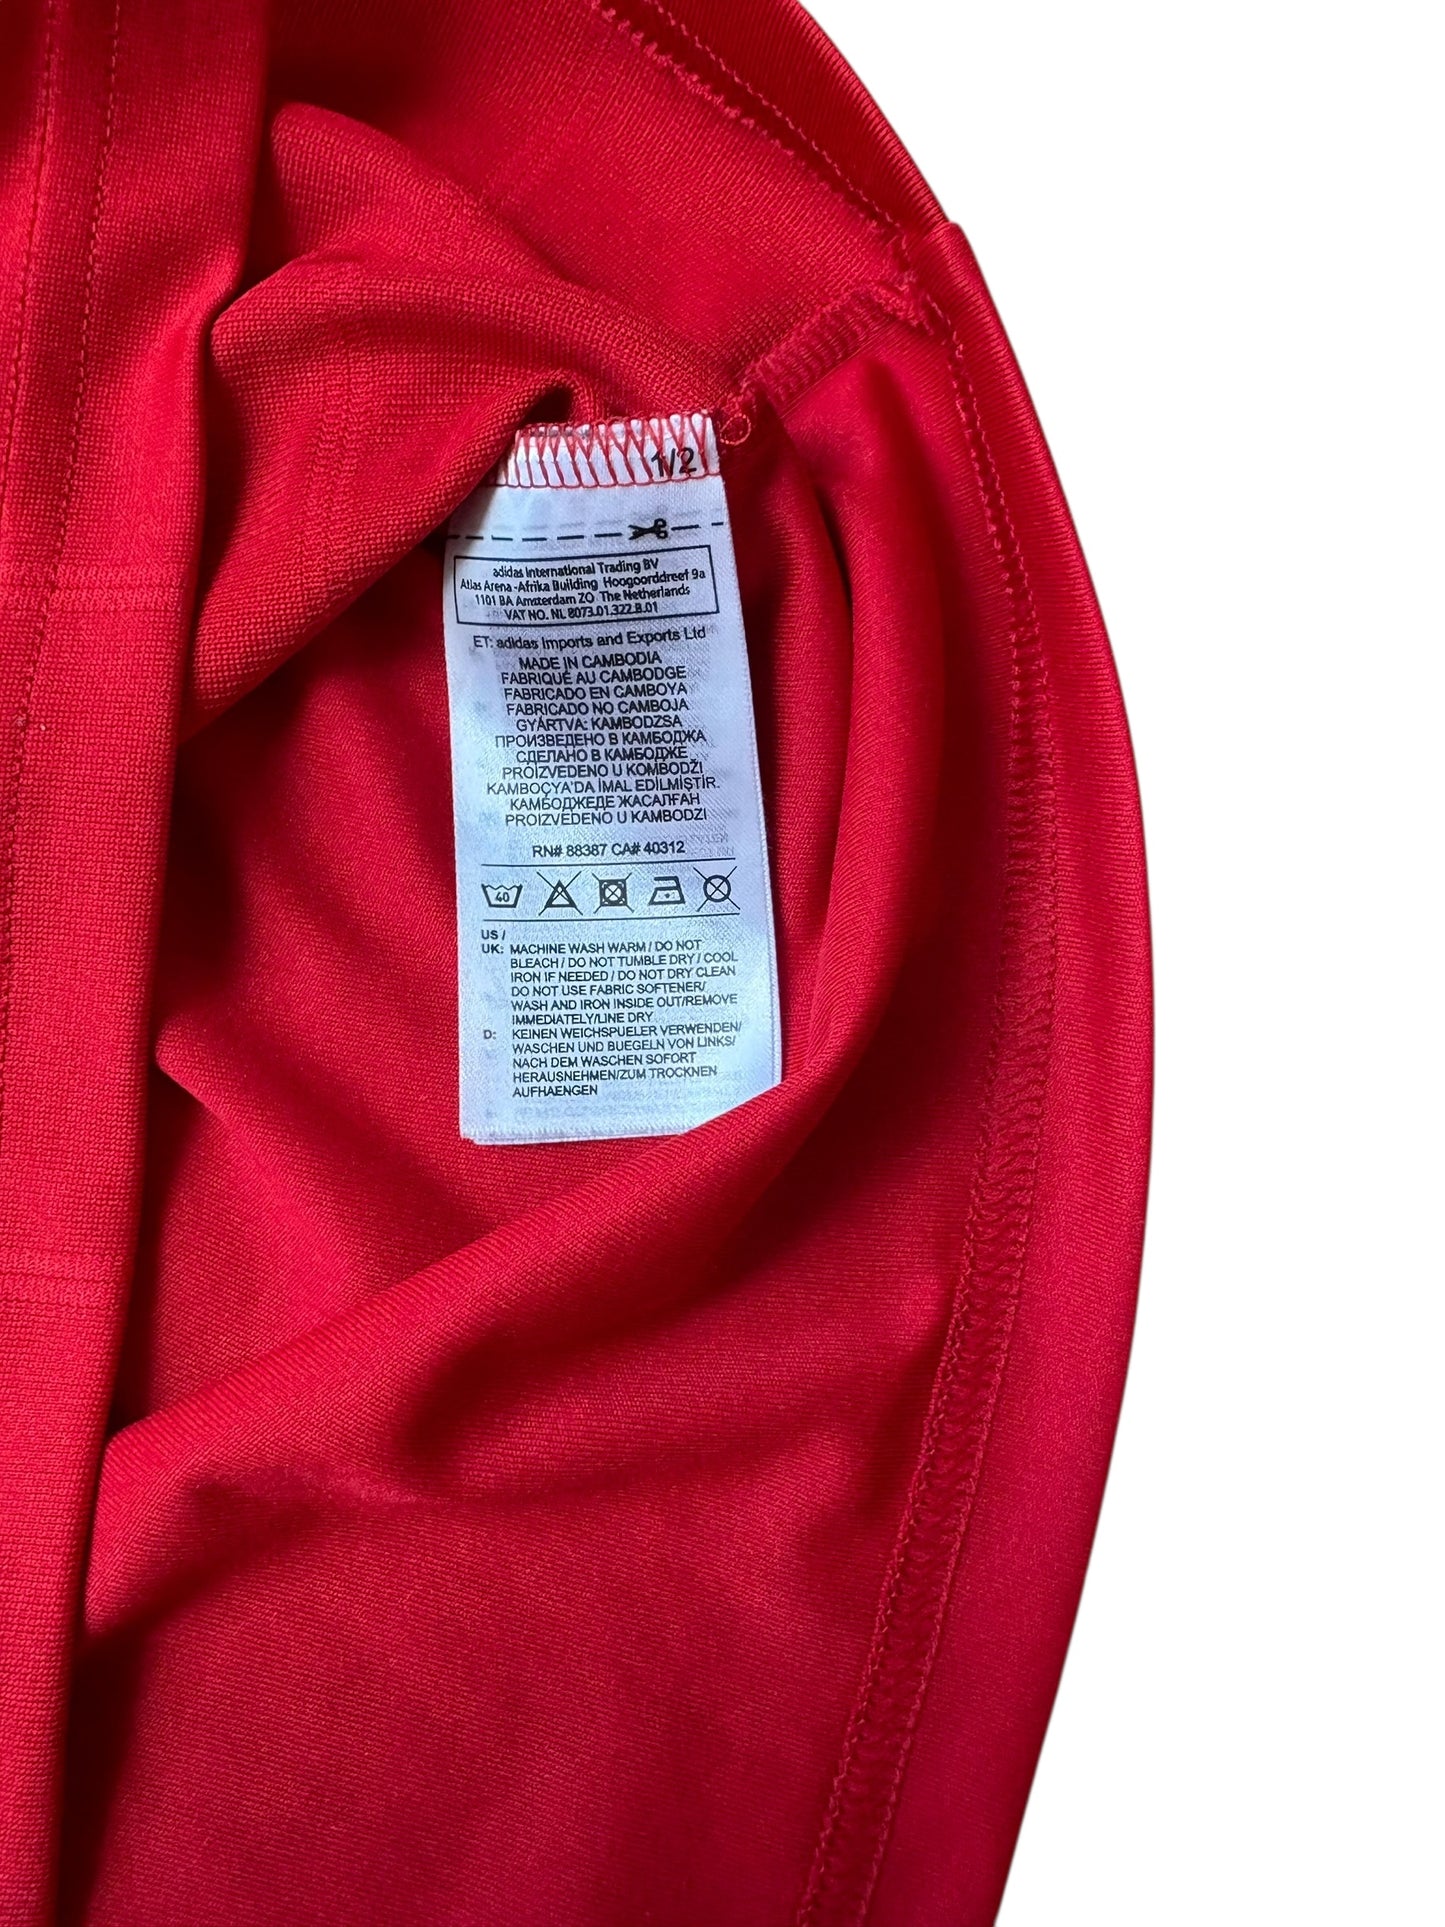 1/2
adidas International Trading BV
Atlas Arena-Afrika Building Hoogoorddreef 9a
1101 BA Amsterdam ZO The Netherlands
VAT NO. NL 8073.01.322.B.01
ET: adidas Imports and Exports Ltd
MADE IN CAMBODIA
FABRIQUÉ AU CAMBODGE
FABRICADO EN CAMBOYA
FABRICADO NO CAMBOJA
GYÁRTVA: KAMBODZSA
ПРОИЗВЕДЕНО В КАМБОДЖА
СДЕЛАНО В КАМБОДЖЕ
PROIZVEDENO U KOMBODŽI
KAMBOÇYA'DA İMAL EDİLMİŞTİR.
КАМБОДЖЕДЕ ЖАСАЛҒАН
PROIZVEDENO U KAMBODZI
RN# 88387 CA# 40312
40
US /
UK: MACHINE WASH WARM / DO NOT
BLEACH / DO NOT TUMBLE DRY / COOL
IRON IF NEEDED / DO NOT DRY CLEAN
DO NOT USE FABRIC SOFTENER/
WASH AND IRON INSIDE OUT/REMOVE
IMMEDIATELY/LINE DRY
D: KEINEN WEICHSPUELER VERWENDEN/
WASCHEN UND BUEGELN VON LINKS/
NACH DEM WASCHEN SOFORT
HERAUSNEHMEN/ZUM TROCKNEN
AUFHAENGEN